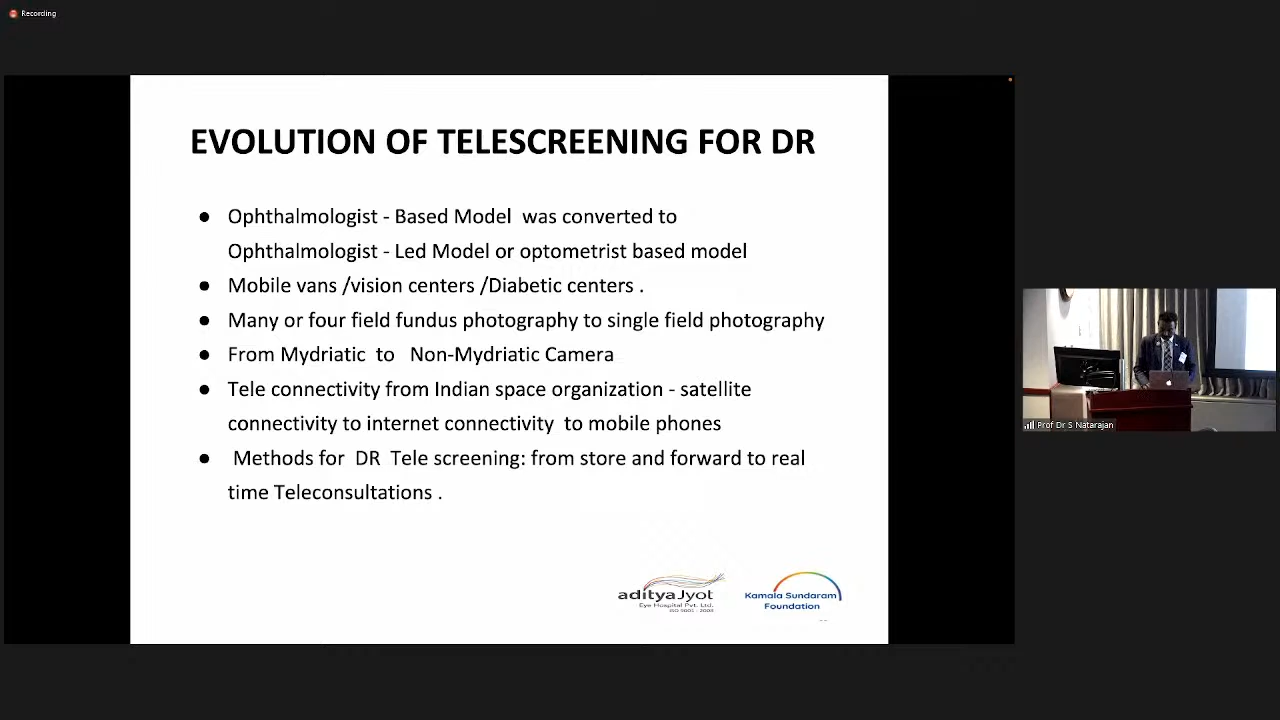 Recording
EVOLUTION OF TELESCREENING FOR DR
● Ophthalmologist - Based Model was converted to
Ophthalmologist - Led Model or optometrist based model
● Mobile vans /vision centers /Diabetic centers .
● Many or four field fundus photography to single field photography
● From Mydriatic to Non-Mydriatic Camera
● Tele connectivity from Indian space organization - satellite
connectivity to internet connectivity to mobile phones
● Methods for DR Tele screening: from store and forward to real
time Teleconsultations .
adityaJyot
Eye Hospital Pvt. Ltd.
ISO 9001 : 2008
Kamala Sundaram
Foundation
Prof Dr S Natarajan